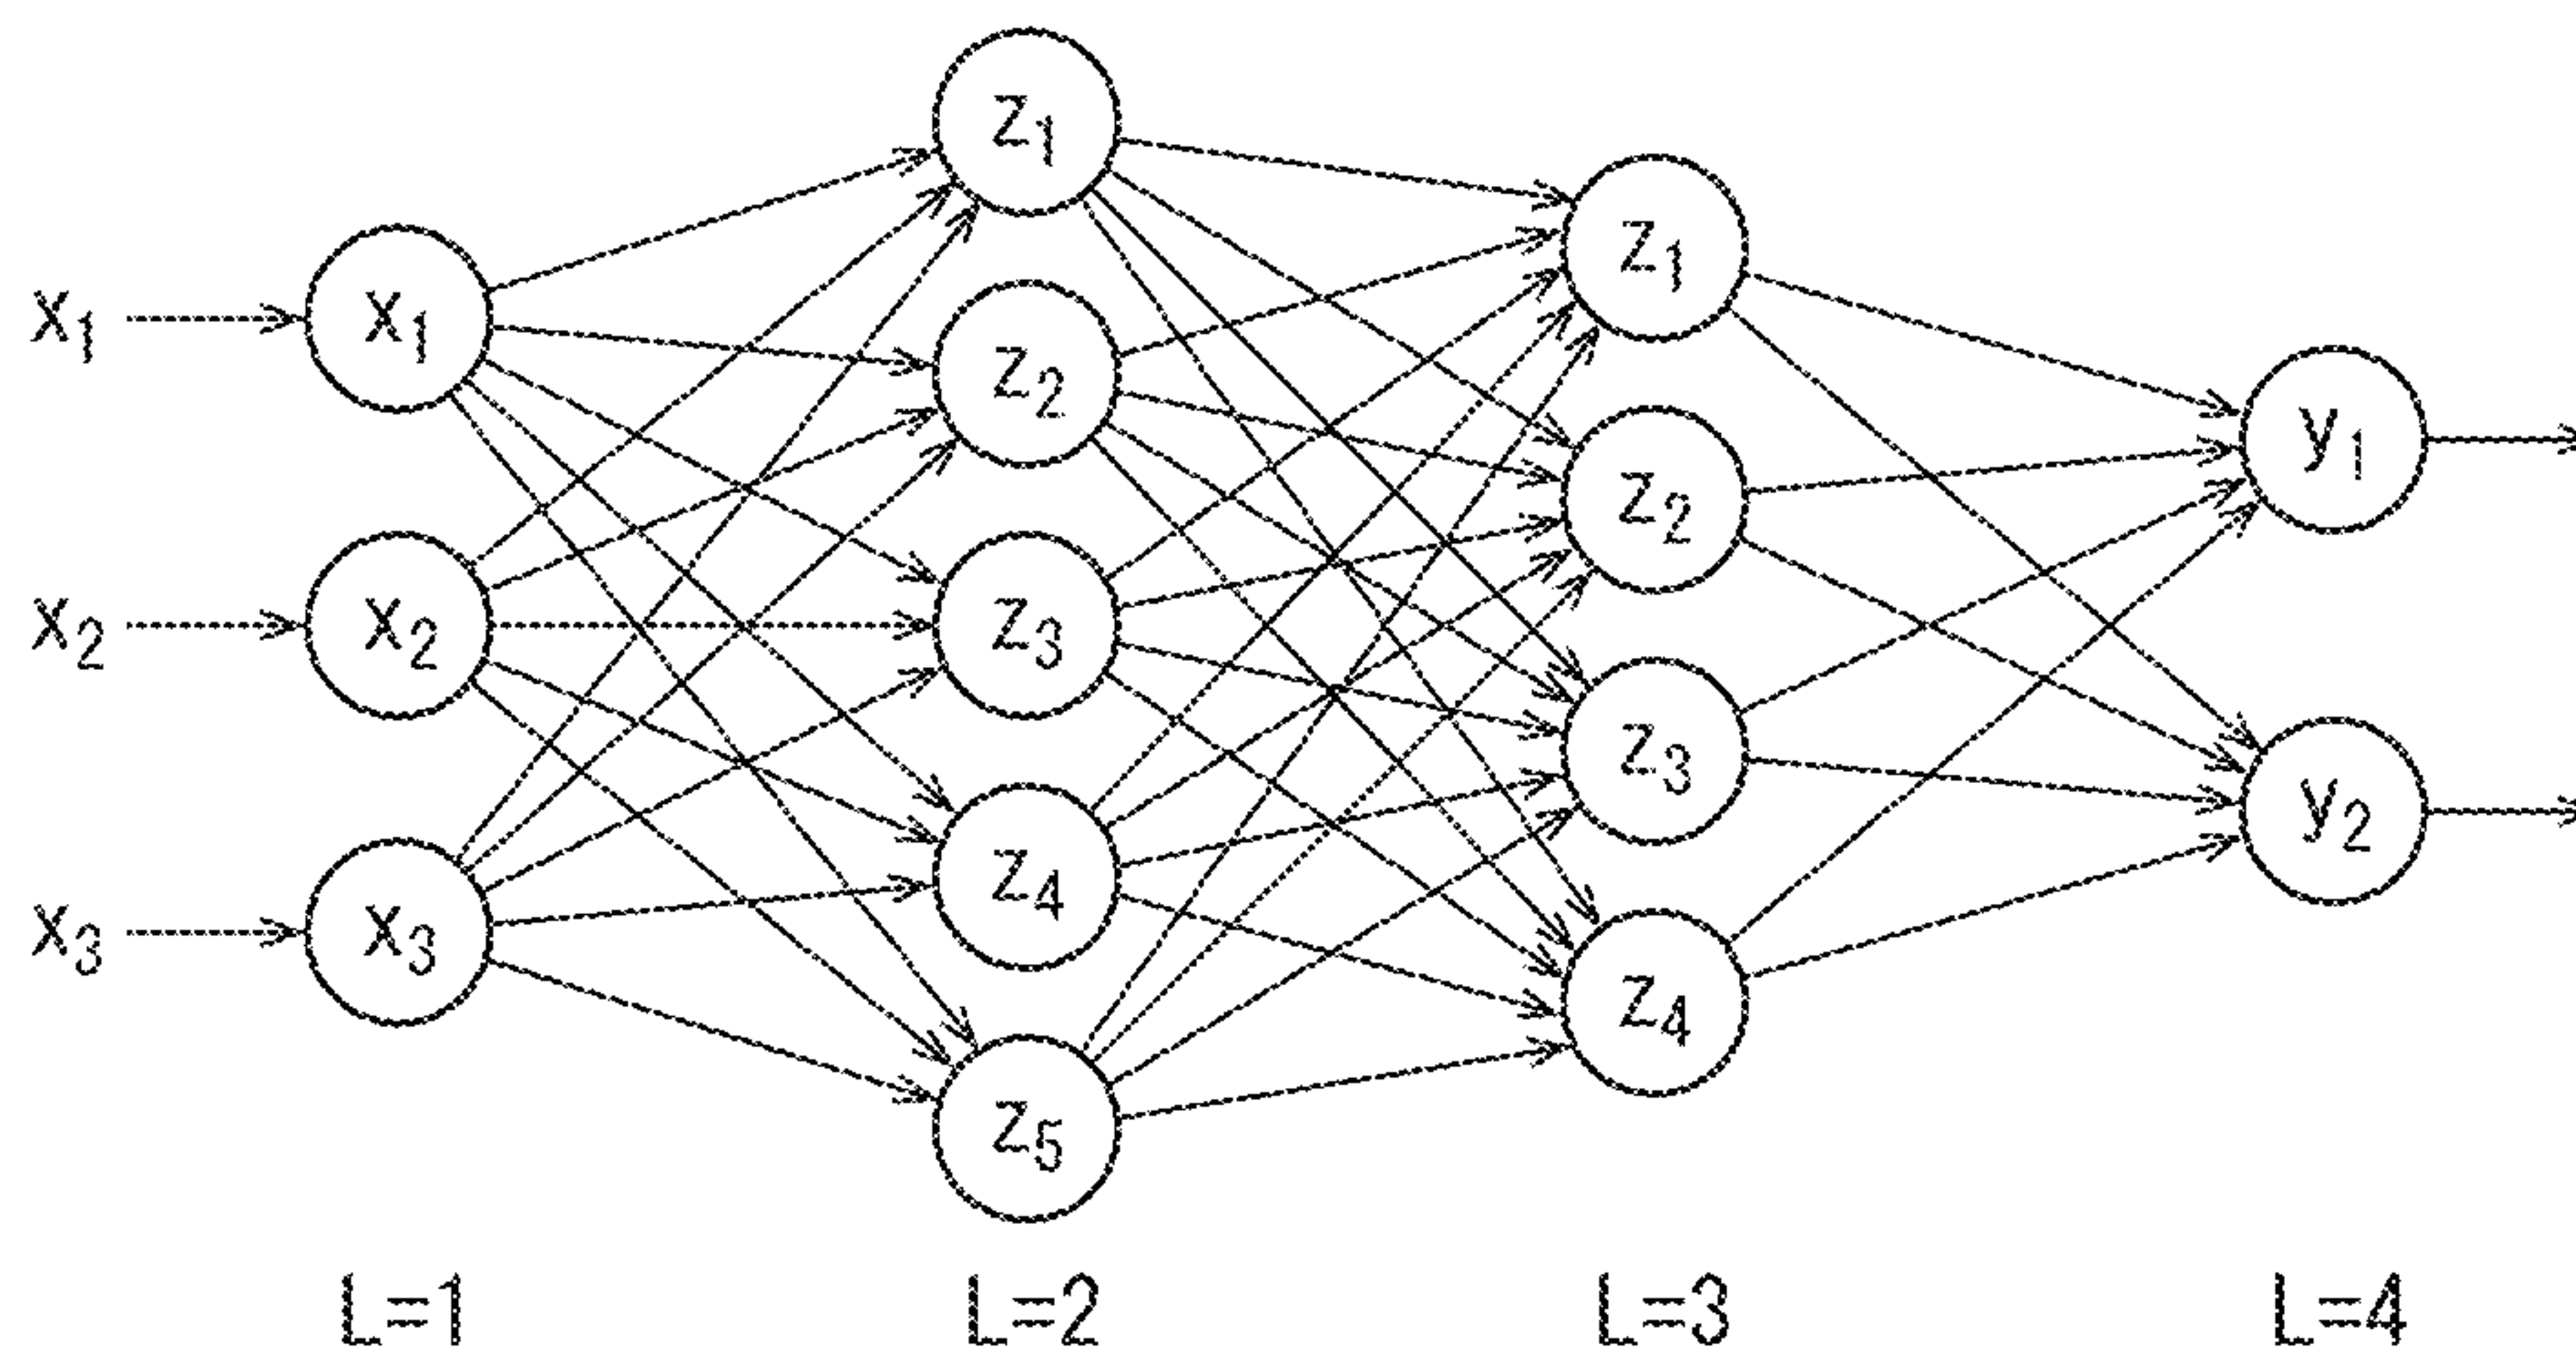 z₁
x₁ x₁ z₁
z₂ y₁
z₂
x₂ x₂ z₃
z₃
y₂
x₃ x₃ z₄
z₄
z₅
L=1 L=2 L=3 L=4